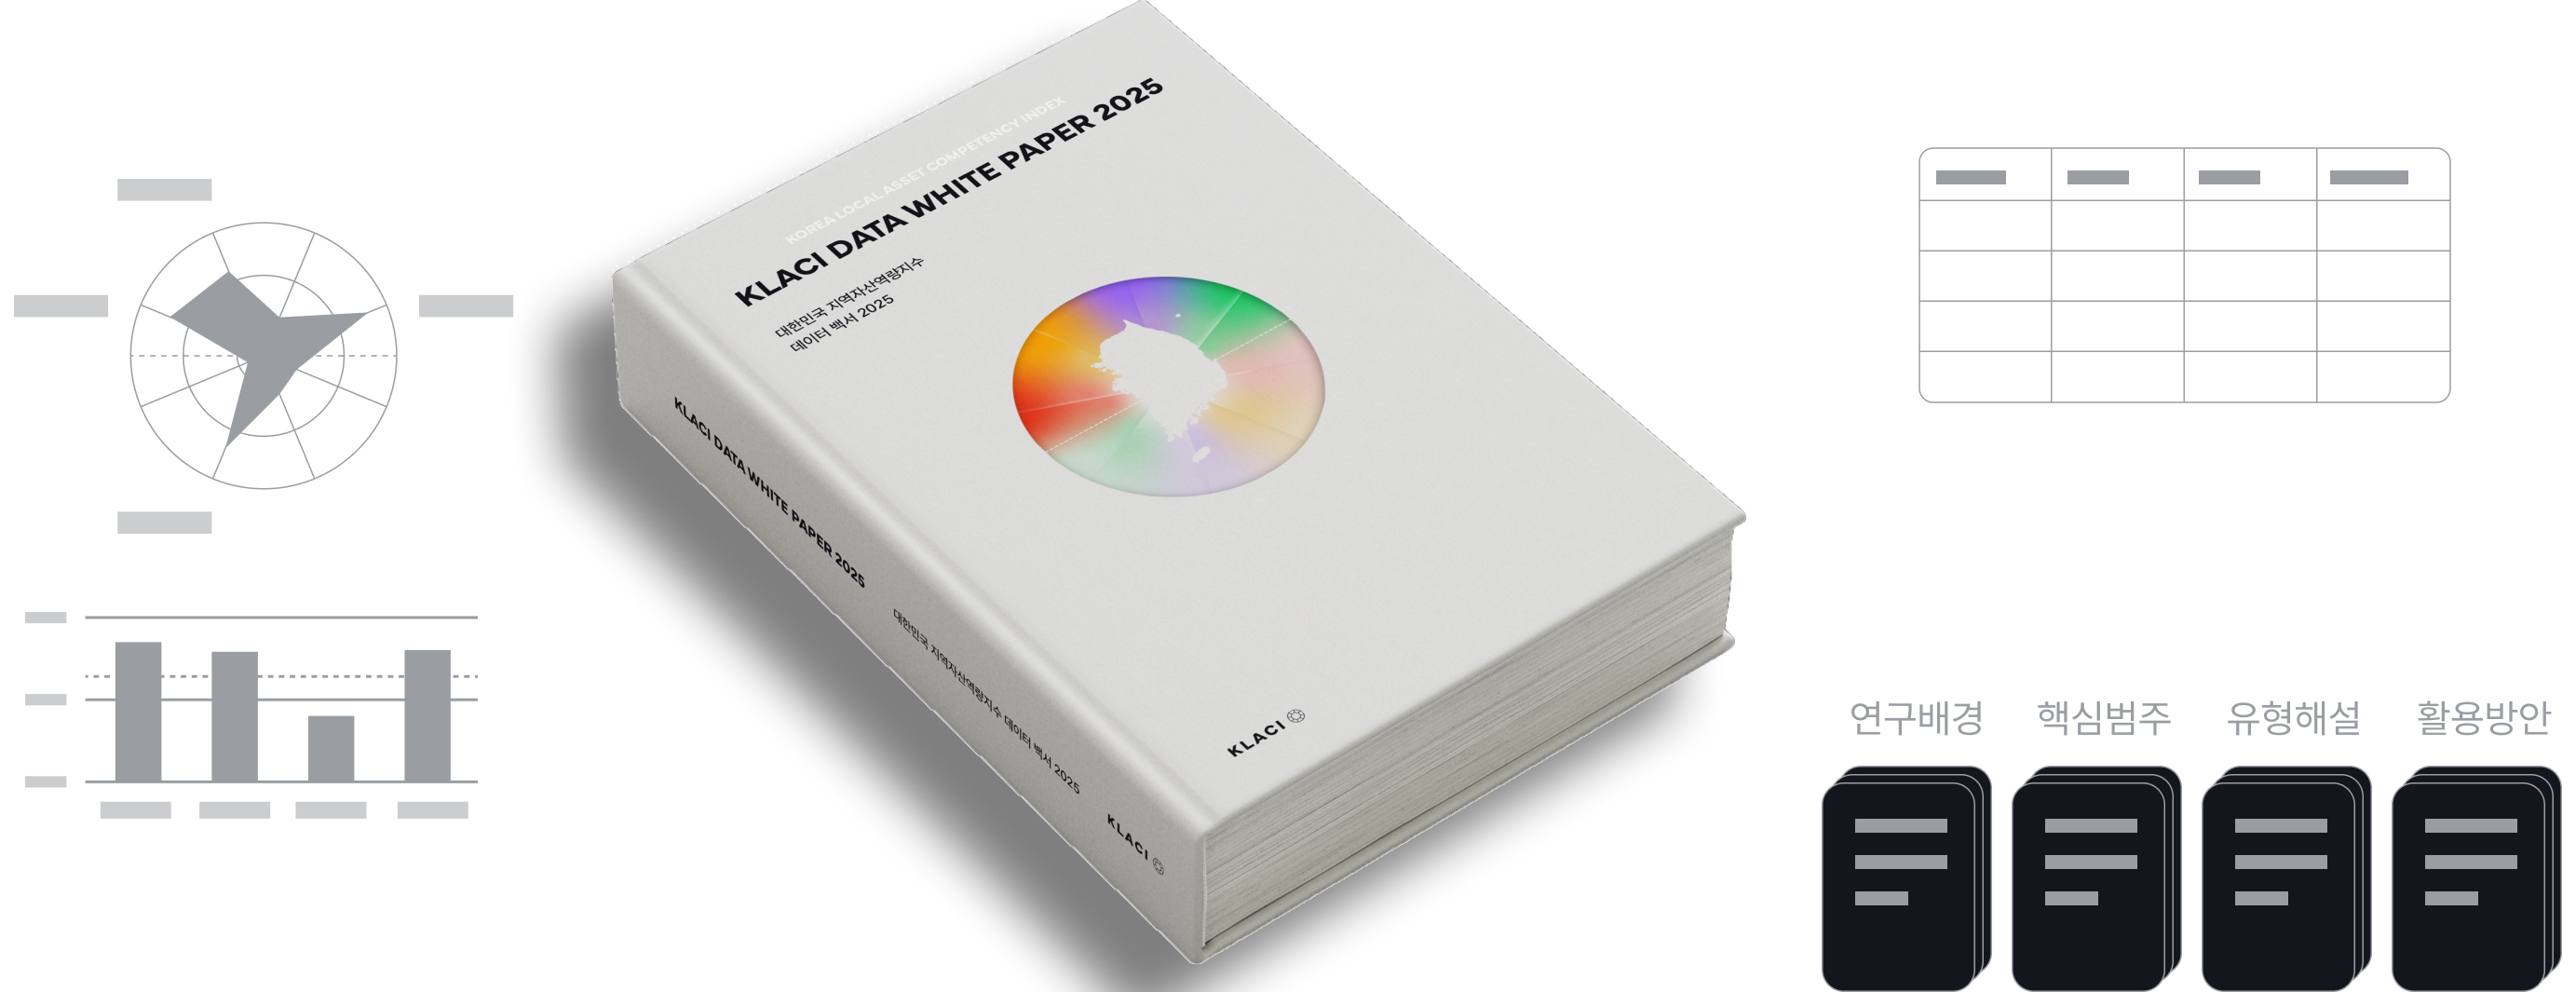 KOREA LOCAL ASSET COMPETENCY INDEX
KLACI DATA WHITE PAPER 2025
대한민국 지역자산역량지수
데이터 백서 2025
KLACI
KLACI DATA WHITE PAPER 2025
대한민국 지역자산역량지수 데이터 백서 2025
KLACI
연구배경
핵심범주
유형해설
활용방안